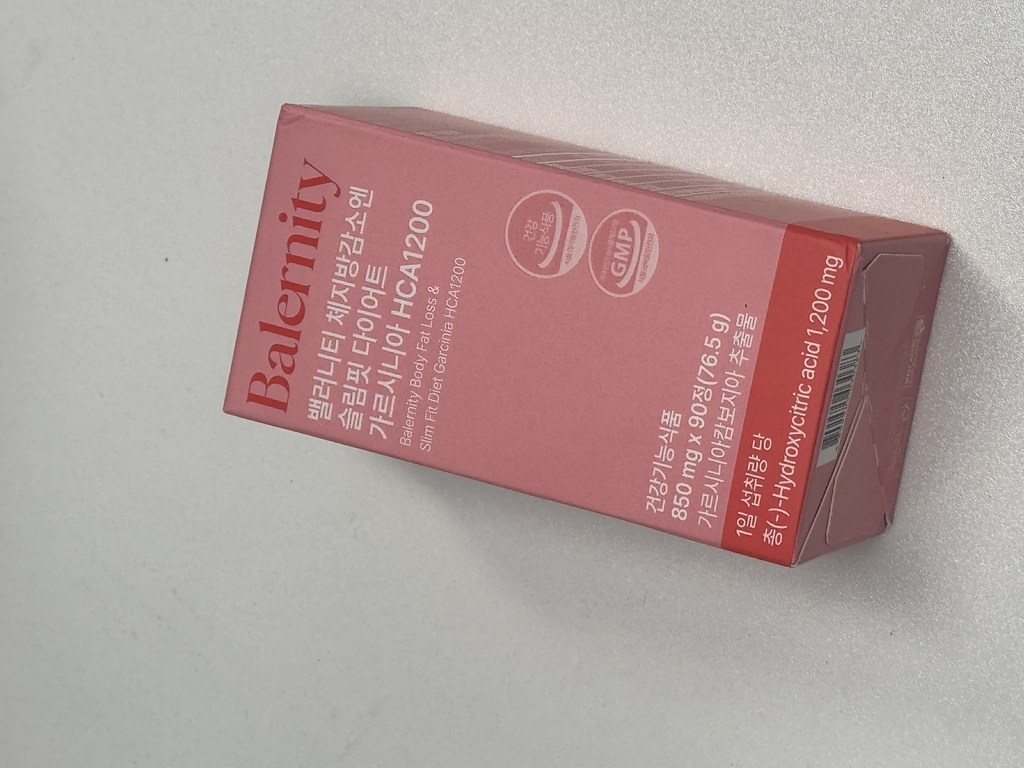 Balernity
밸러니티 체지방감소엔
슬림핏 다이어트
가르시니아 HCA1200
Balernity Body Fat Loss &
Slim Fit Diet Garcinia HCA1200
건강
기능식품
GMP
건강기능식품
850 mg x 90정(76.5 g)
가르시니아캄보지아 추출물
1일 섭취량 당
총(-)-Hydroxycitric acid 1,200 mg